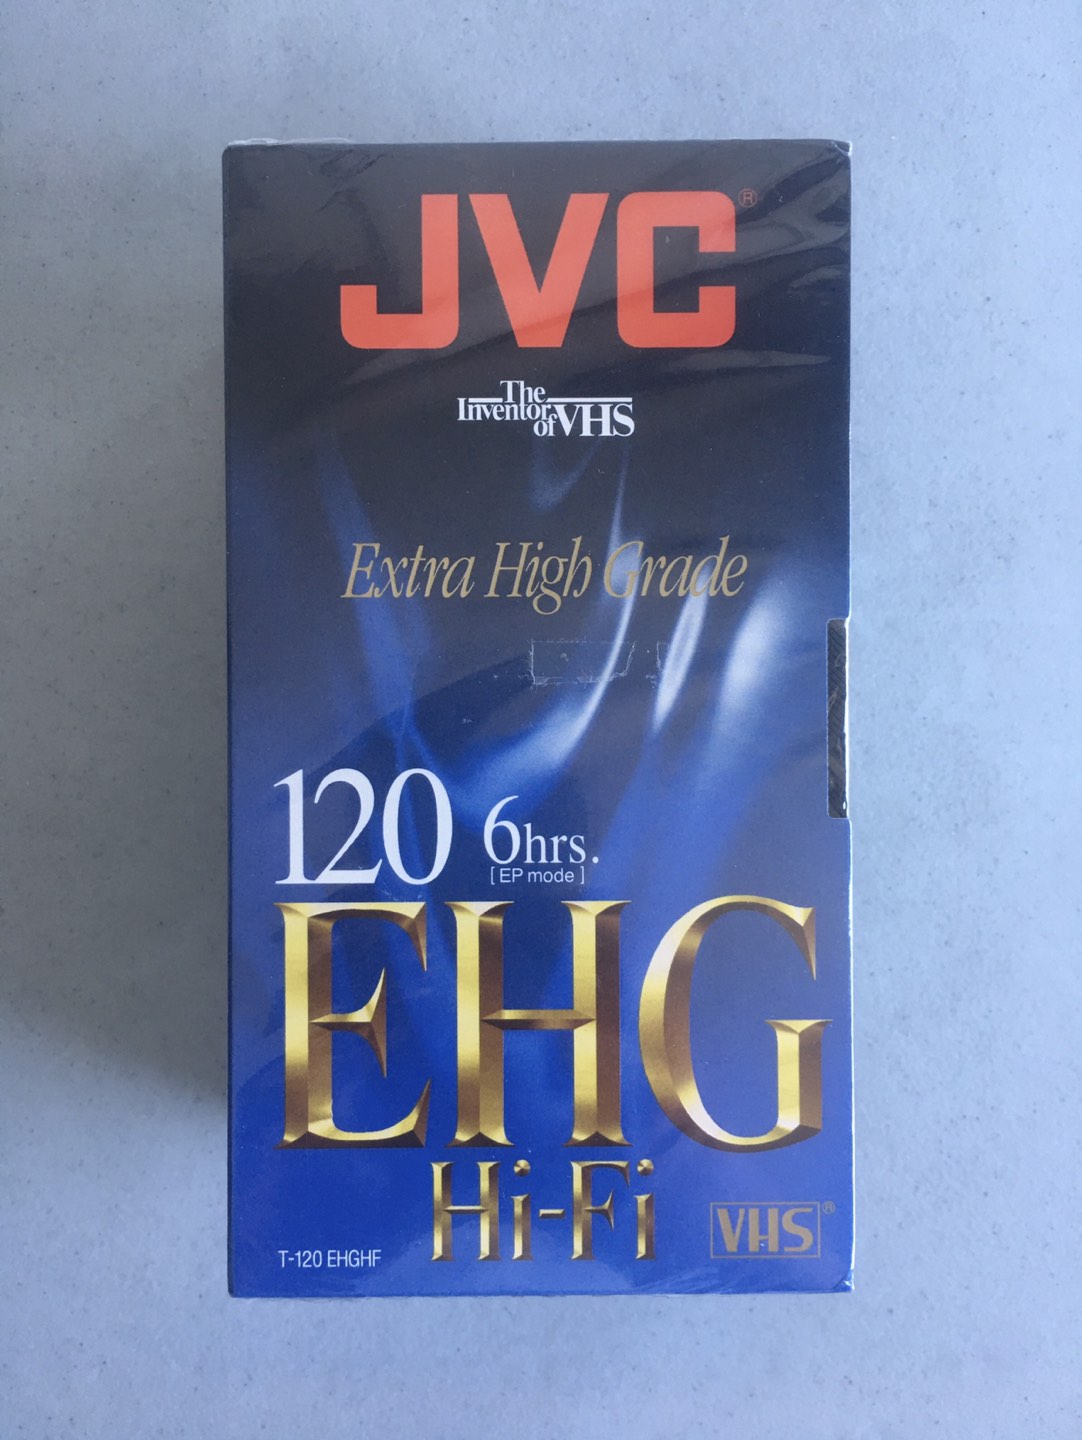 JVC®
The
Inventor
of VHS
Extra High Grade
120 6hrs.
[ EP mode ]
EHG
Hi-Fi
VHS®
T-120 EHGHF